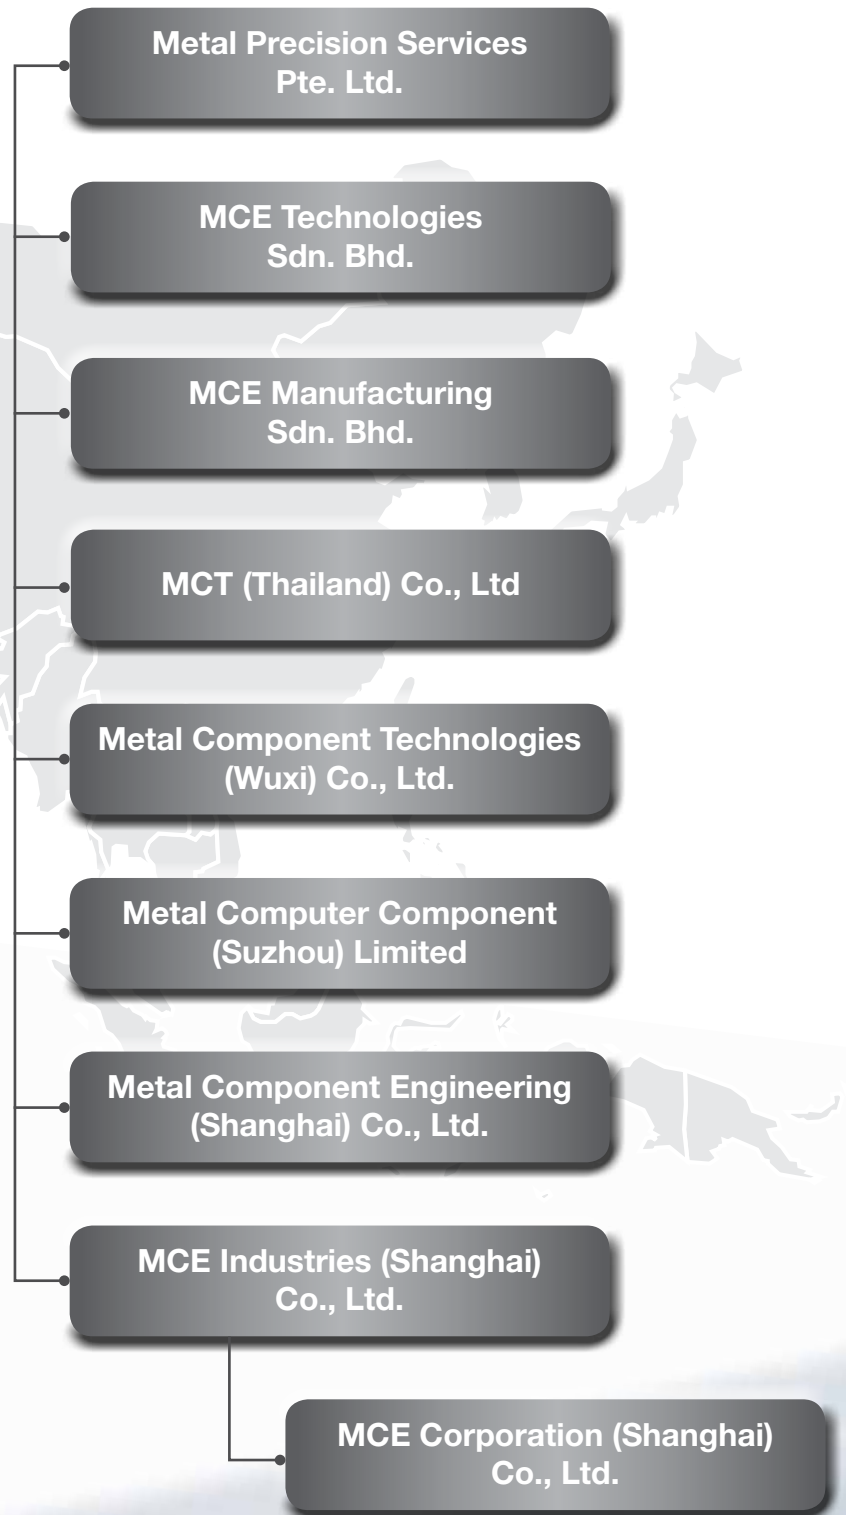 Metal Precision Services
Pte. Ltd.
MCE Technologies
Sdn. Bhd.
MCE Manufacturing
Sdn. Bhd.
MCT (Thailand) Co., Ltd
Metal Component Technologies
(Wuxi) Co., Ltd.
Metal Computer Component
(Suzhou) Limited
Metal Component Engineering
(Shanghai) Co., Ltd.
MCE Industries (Shanghai)
Co., Ltd.
MCE Corporation (Shanghai)
Co., Ltd.